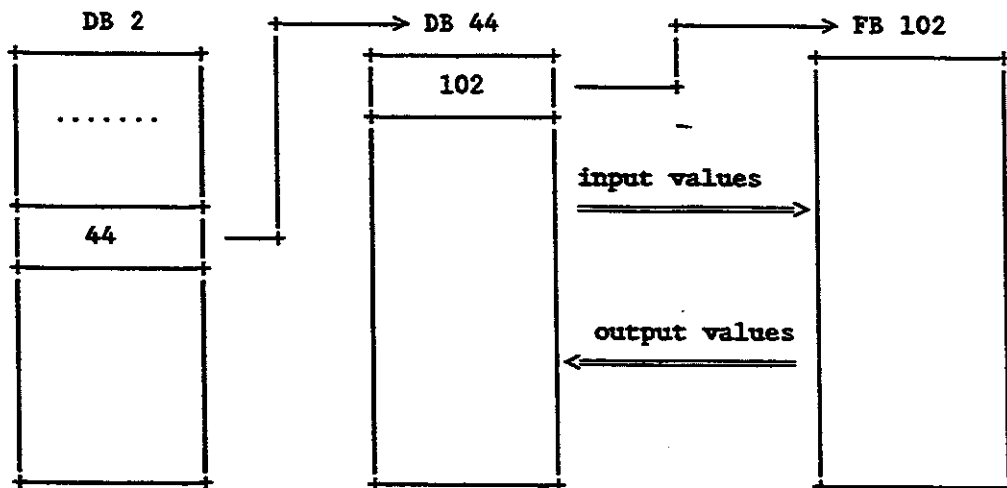 DB 2 DB 44 FB 102
102
.......
input values
44
output values